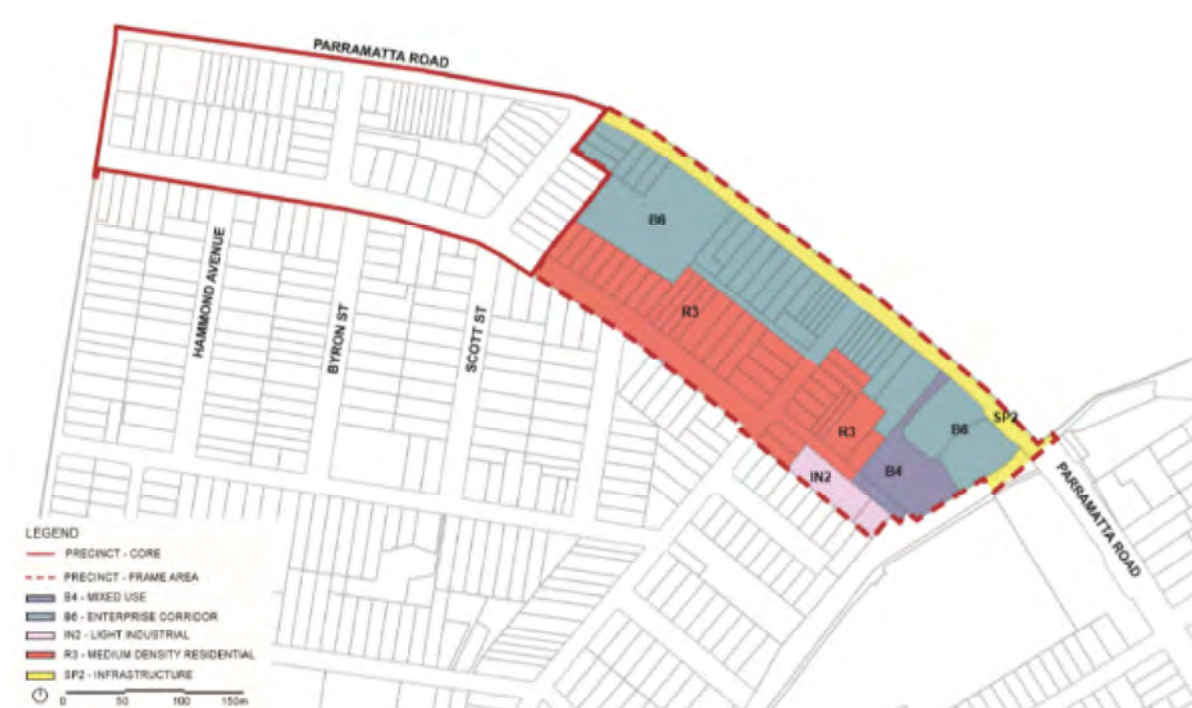 PARRAMATTA ROAD
B6
HAMMOND AVENUE
BYRON ST
SCOTT ST
R3
R3
B6
SP2
B4
IN2
PARRAMATTA ROAD
LEGEND
PRECINCT - CORE
PRECINCT - FRAME AREA
B4 - MIXED USE
B6 - ENTERPRISE CORRIDOR
IN2 - LIGHT INDUSTRIAL
R3 - MEDIUM DENSITY RESIDENTIAL
SP2 - INFRASTRUCTURE
0 50 100 150m